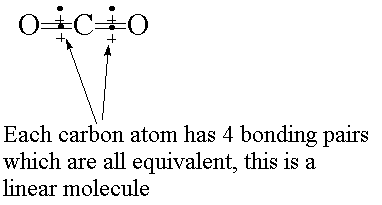 O=C=O
Each carbon atom has 4 bonding pairs
which are all equivalent, this is a
linear molecule